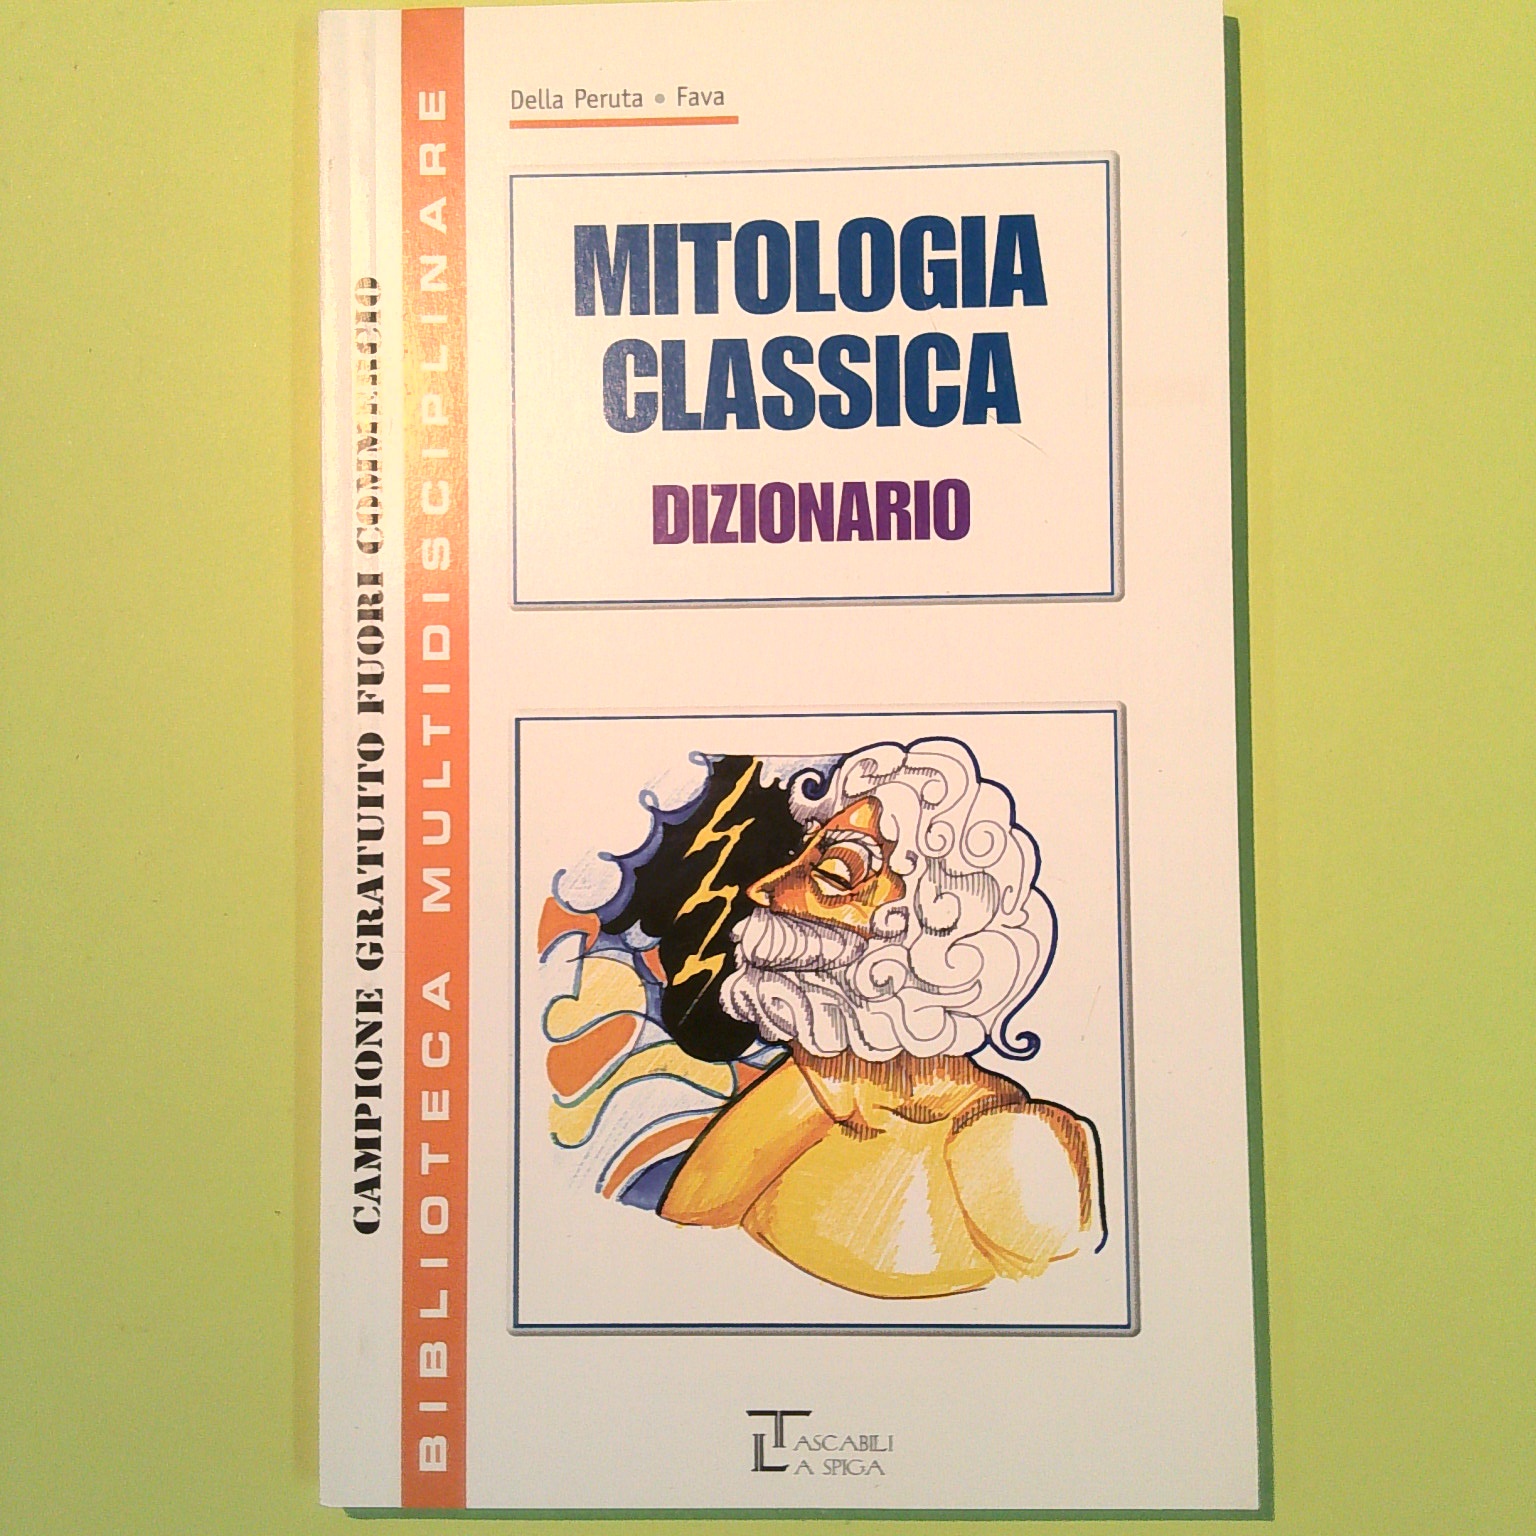 Della Peruta • Fava
MITOLOGIA
CLASSICA
DIZIONARIO
CAMPIONE GRATUITO FUORI COMMERCIO
BIBLIOTECA MULTIDISCIPLINARE
TASCABILI
LA SPIGA